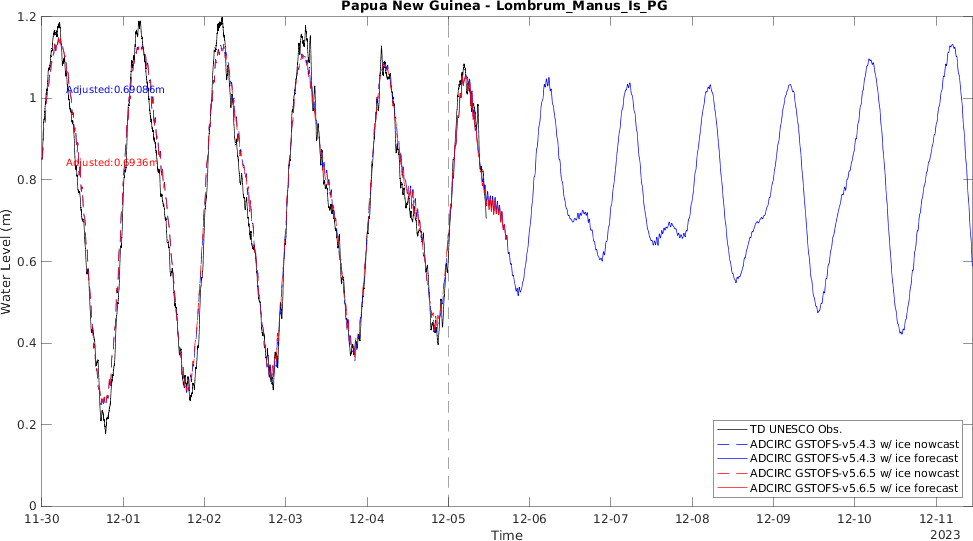 Papua New Guinea - Lombrum_Manus_Is_PG
1.2
1
0.8
0.6
0.4
0.2
0
Water Level (m)
Adjusted:0.69086m
Adjusted:0.6936m
TD UNESCO Obs.
ADCIRC GSTOFS-v5.4.3 w/ ice nowcast
ADCIRC GSTOFS-v5.4.3 w/ ice forecast
ADCIRC GSTOFS-v5.6.5 w/ ice nowcast
ADCIRC GSTOFS-v5.6.5 w/ ice forecast
11-30 12-01 12-02 12-03 12-04 12-05 12-06 12-07 12-08 12-09 12-10 12-11
Time 2023